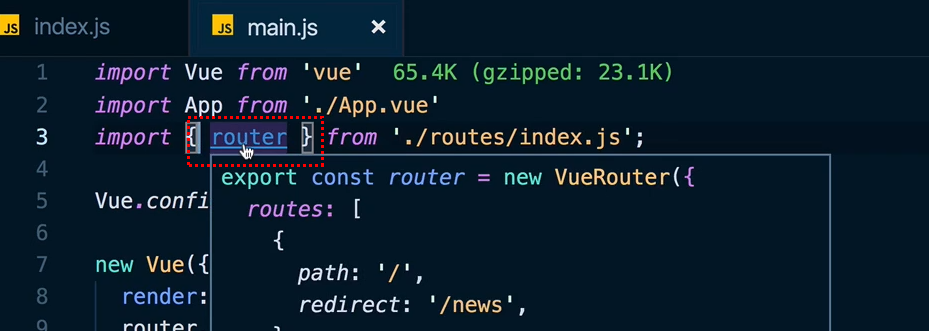 JS index.js
JS main.js ×
1 import Vue from 'vue' 65.4K (gzipped: 23.1K)
2 import App from './App.vue'
3 import { router } from './routes/index.js';
4
export const router = new VueRouter({
5 Vue.confi
routes: [
6
{
7 new Vue({
path: '/',
8 render:
redirect: '/news',
router
}